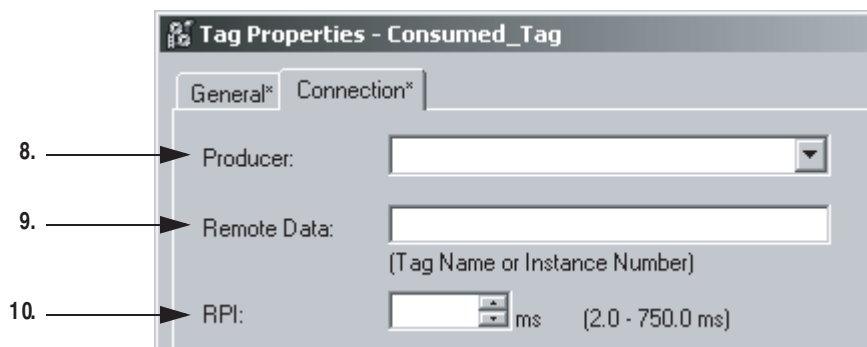 Tag Properties - Consumed_Tag
General* Connection*
8. Producer:
9. Remote Data:
(Tag Name or Instance Number)
10. RPI: ms (2.0 - 750.0 ms)